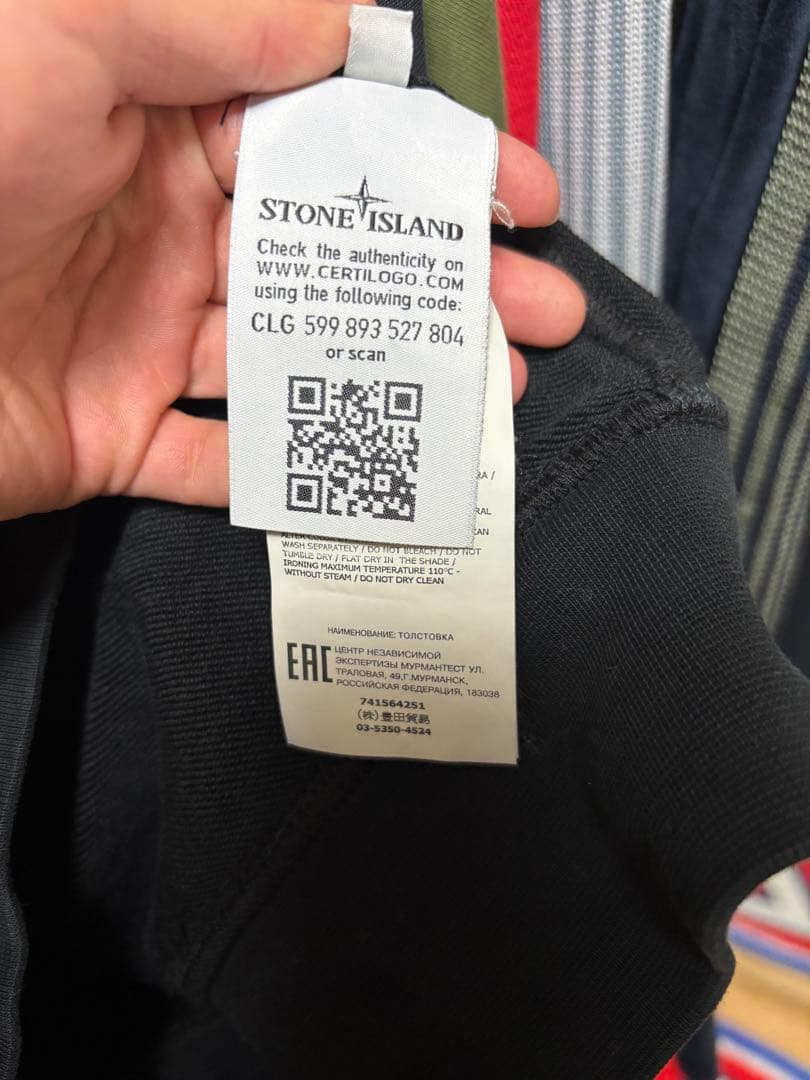 STONE ISLAND
Check the authenticity on
WWW.CERTILOGO.COM
using the following code:
CLG 599 893 527 804
or scan
RA /
RAL
WASH SEPARATELY / DO NOT BLEACH / DO NOT
TUMBLE DRY / FLAT DRY IN THE SHADE /
IRONING MAXIMUM TEMPERATURE 110°C -
WITHOUT STEAM / DO NOT DRY CLEAN
НАИМЕНОВАНИЕ: ТОЛСТОВКА
EAC
ЦЕНТР НЕЗАВИСИМОЙ
ЭКСПЕРТИЗЫ МУРМАНТЕСТ УЛ.
ТРАЛОВАЯ, 49,Г.МУРМАНСК,
РОССИЙСКАЯ ФЕДЕРАЦИЯ, 183038
741564251
(株)豊田貿易
03-5350-4524